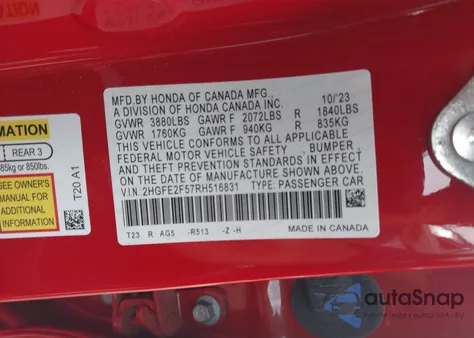 MFD.BY HONDA OF CANADA MFG., 10/'23
A DIVISION OF HONDA CANADA INC.
GVWR 3880LBS GAWR F 2072LBS R 1840LBS
GVWR 1760KG GAWR F 940KG R 835KG
THIS VEHICLE CONFORMS TO ALL APPLICABLE
FEDERAL MOTOR VEHICLE SAFETY, BUMPER,
AND THEFT PREVENTION STANDARDS IN EFFECT
ON THE DATE OF MANUFACTURE SHOWN ABOVE.
V.I.N:2HGFE2F57RH516831 TYPE: PASSENGER CAR
T23 R AG5 -R513 -Z -H MADE IN CANADA
MATION
REAR 3
85kg or 850lbs.
SEE OWNER'S
MANUAL FOR
ADDITIONAL
INFORMATION
T20 A1
autoSnap